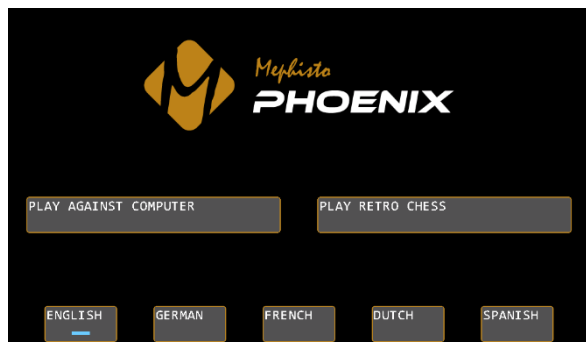 Mephisto
PHOENIX
PLAY AGAINST COMPUTER PLAY RETRO CHESS
ENGLISH GERMAN FRENCH DUTCH SPANISH